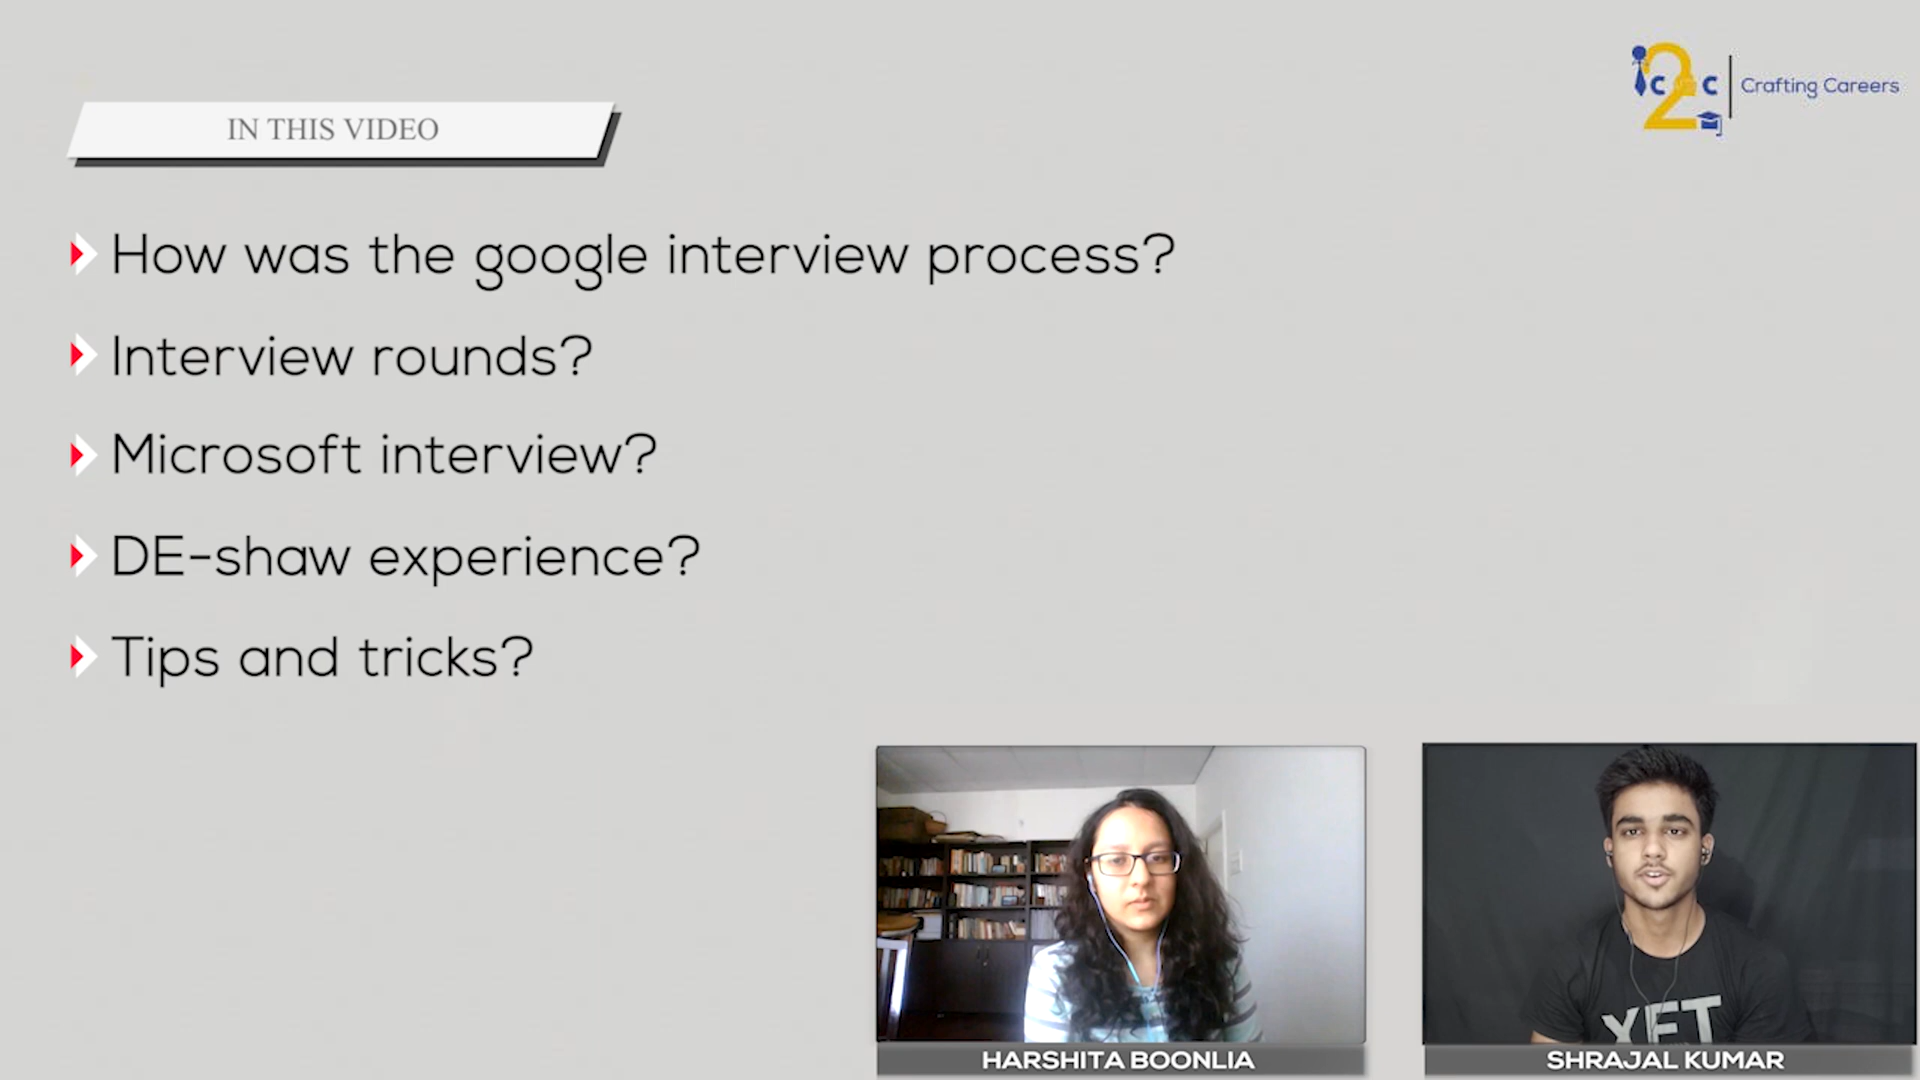 ic2c
Crafting Careers
IN THIS VIDEO
How was the google interview process?
Interview rounds?
Microsoft interview?
DE-shaw experience?
Tips and tricks?
HARSHITA BOONLIA
SHRAJAL KUMAR